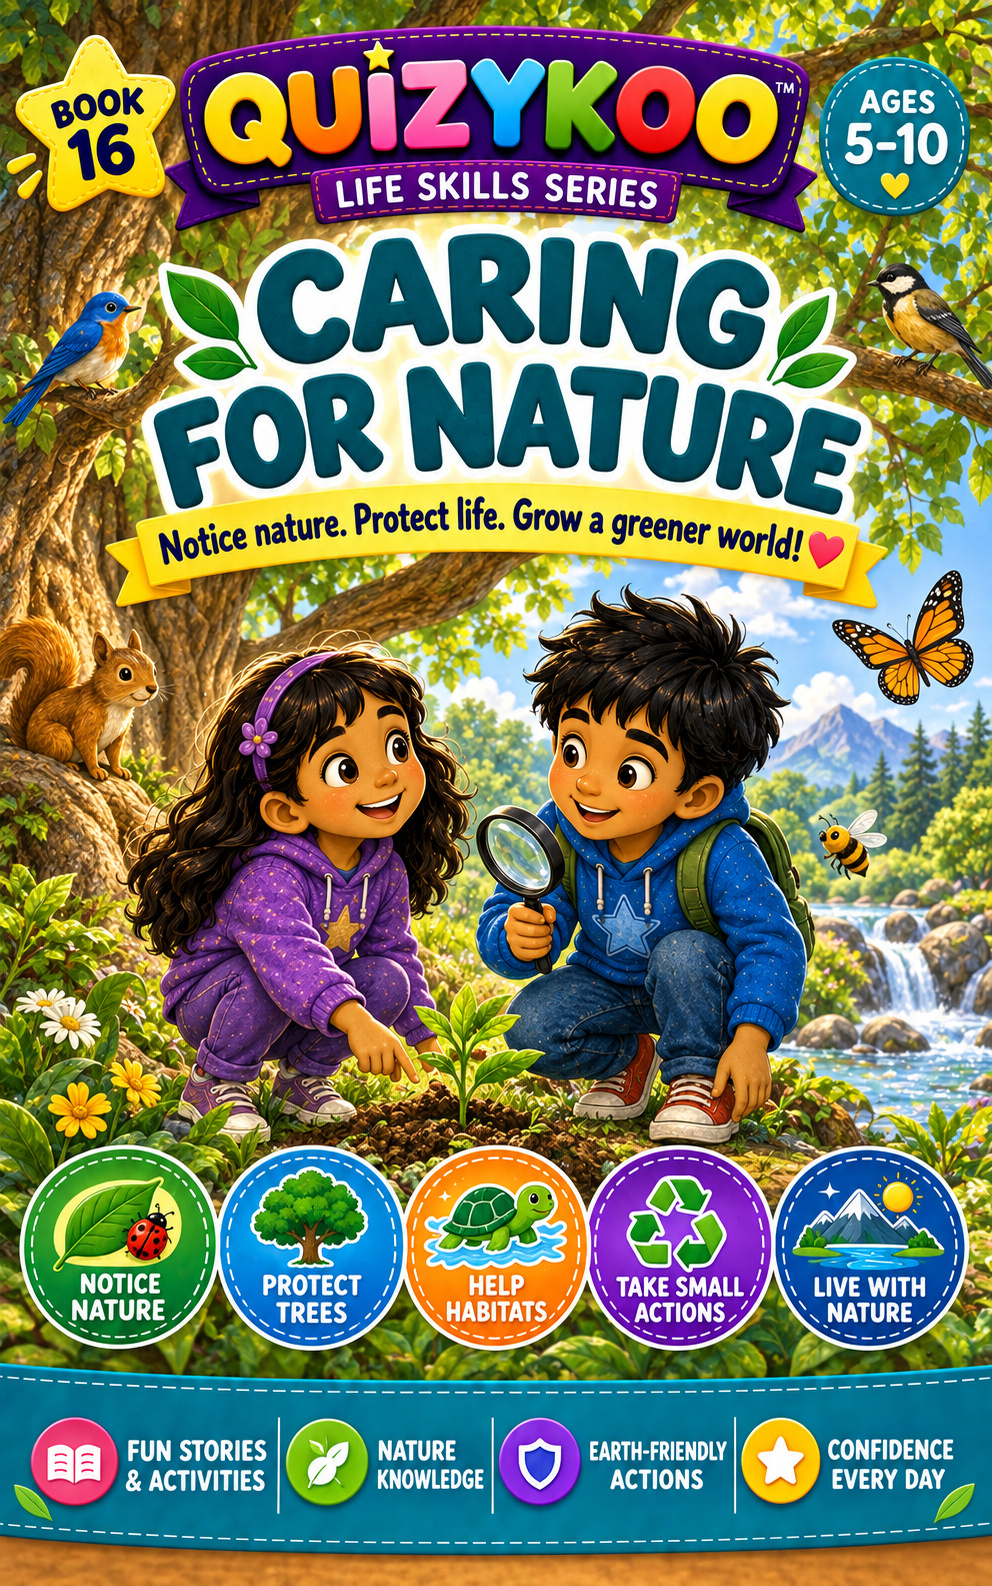 BOOK
16
QUiZYKOO™
LIFE SKILLS SERIES
AGES
5-10
CARING
FOR NATURE
Notice nature. Protect life. Grow a greener world!
NOTICE
NATURE
PROTECT
TREES
HELP
HABITATS
TAKE SMALL
ACTIONS
LIVE WITH
NATURE
FUN STORIES
& ACTIVITIES
NATURE
KNOWLEDGE
EARTH-FRIENDLY
ACTIONS
CONFIDENCE
EVERY DAY